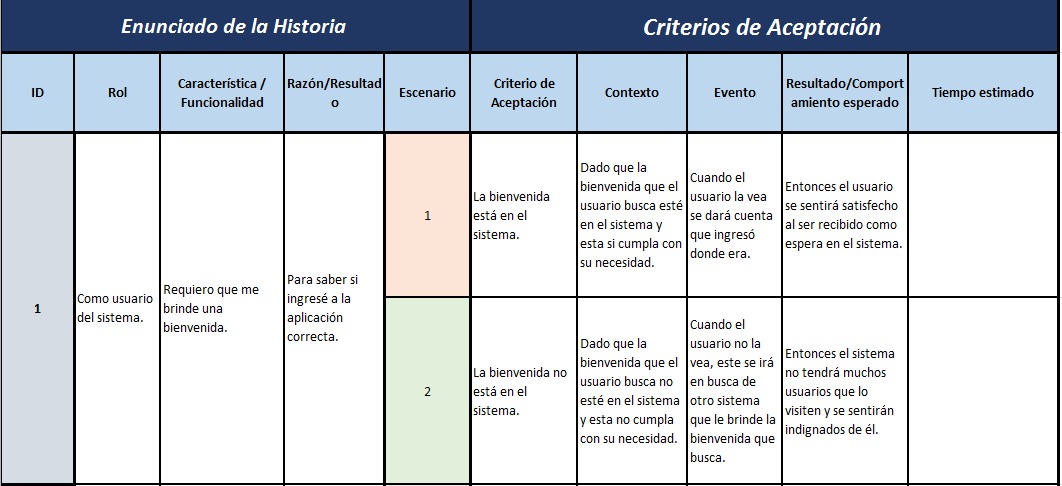 Enunciado de la Historia
Criterios de Aceptación
ID
Rol
Característica /
Funcionalidad
Razón/Resultad
o
Escenario
Criterio de
Aceptación
Contexto
Evento
Resultado/Comport
amiento esperado
Tiempo estimado
1
Como usuario
del sistema.
Requiero que me
brinde una
bienvenida.
Para saber si
ingresé a la
aplicación
correcta.
1
La bienvenida
está en el
sistema.
Dado que la
bienvenida que el
usuario busca esté
en el sistema y
esta si cumpla con
su necesidad.
Cuando el
usuario la vea
se dará cuenta
que ingresó
donde era.
Entonces el usuario
se sentirá satisfecho
al ser recibido como
espera en el sistema.
2
La bienvenida no
está en el
sistema.
Dado que la
bienvenida que el
usuario busca no
esté en el sistema
y esta no cumpla
con su necesidad.
Cuando el
usuario no la
vea, este se irá
en busca de
otro sistema
que le brinde la
bienvenida que
busca.
Entonces el sistema
no tendrá muchos
usuarios que lo
visiten y se sentirán
indignados de él.